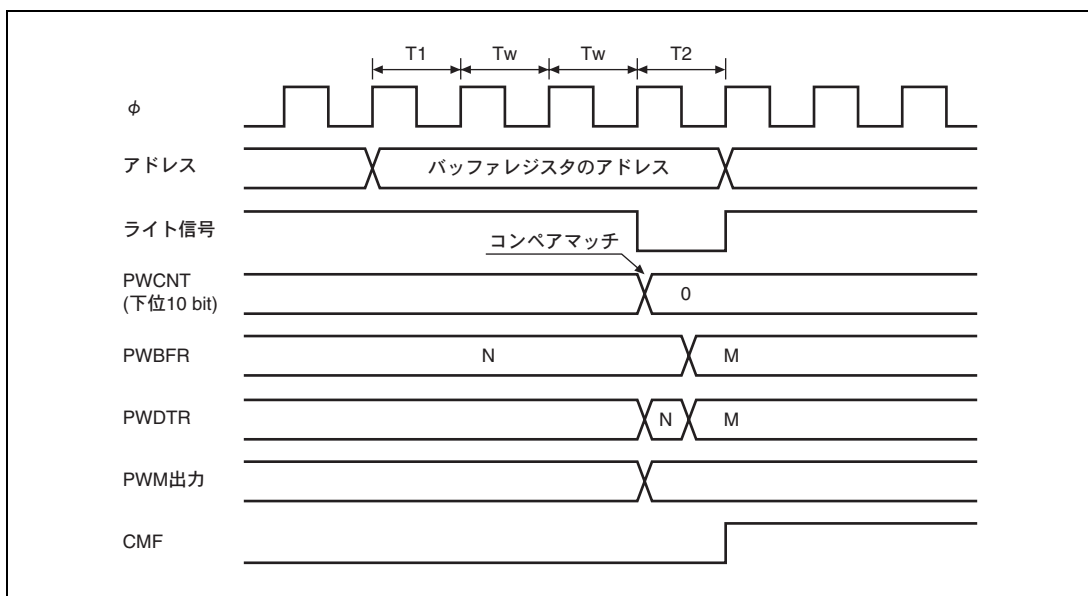 T1 Tw Tw T2
φ
アドレス
バッファレジスタのアドレス
ライト信号
コンペアマッチ
PWCNT
(下位10 bit)
0
PWBFR
N M
PWDTR
N M
PWM出力
CMF